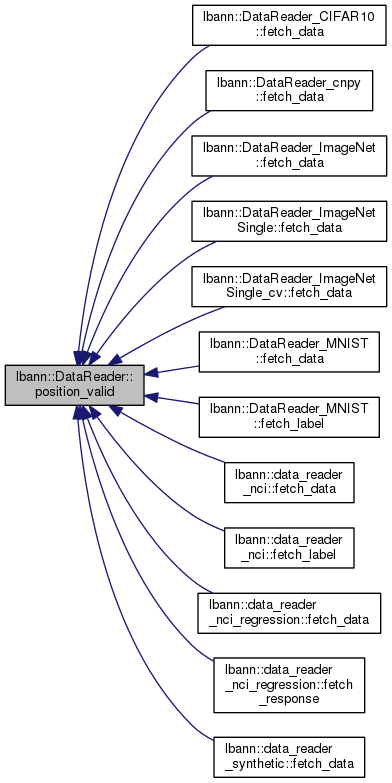 lbann::DataReader_CIFAR10
::fetch_data
lbann::DataReader_cnpy
::fetch_data
lbann::DataReader_ImageNet
::fetch_data
lbann::DataReader_ImageNet
Single::fetch_data
lbann::DataReader_ImageNet
Single_cv::fetch_data
lbann::DataReader_MNIST
::fetch_data
lbann::DataReader::
position_valid
lbann::DataReader_MNIST
::fetch_label
lbann::data_reader
_nci::fetch_data
lbann::data_reader
_nci::fetch_label
lbann::data_reader
_nci_regression::fetch_data
lbann::data_reader
_nci_regression::fetch
_response
lbann::data_reader
_synthetic::fetch_data